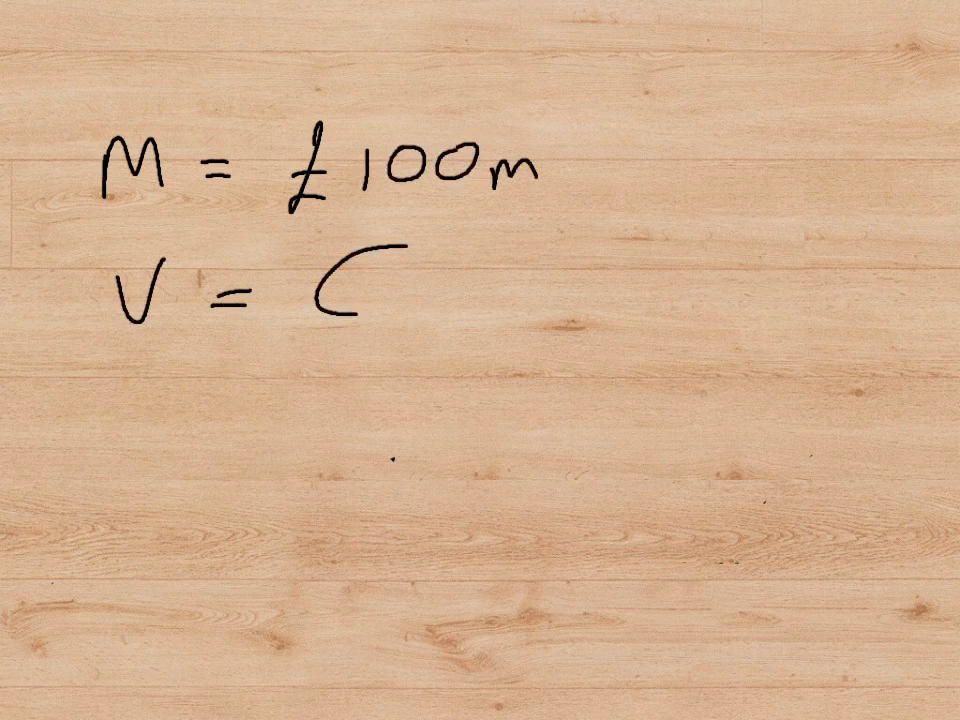 M = £100m
V = C